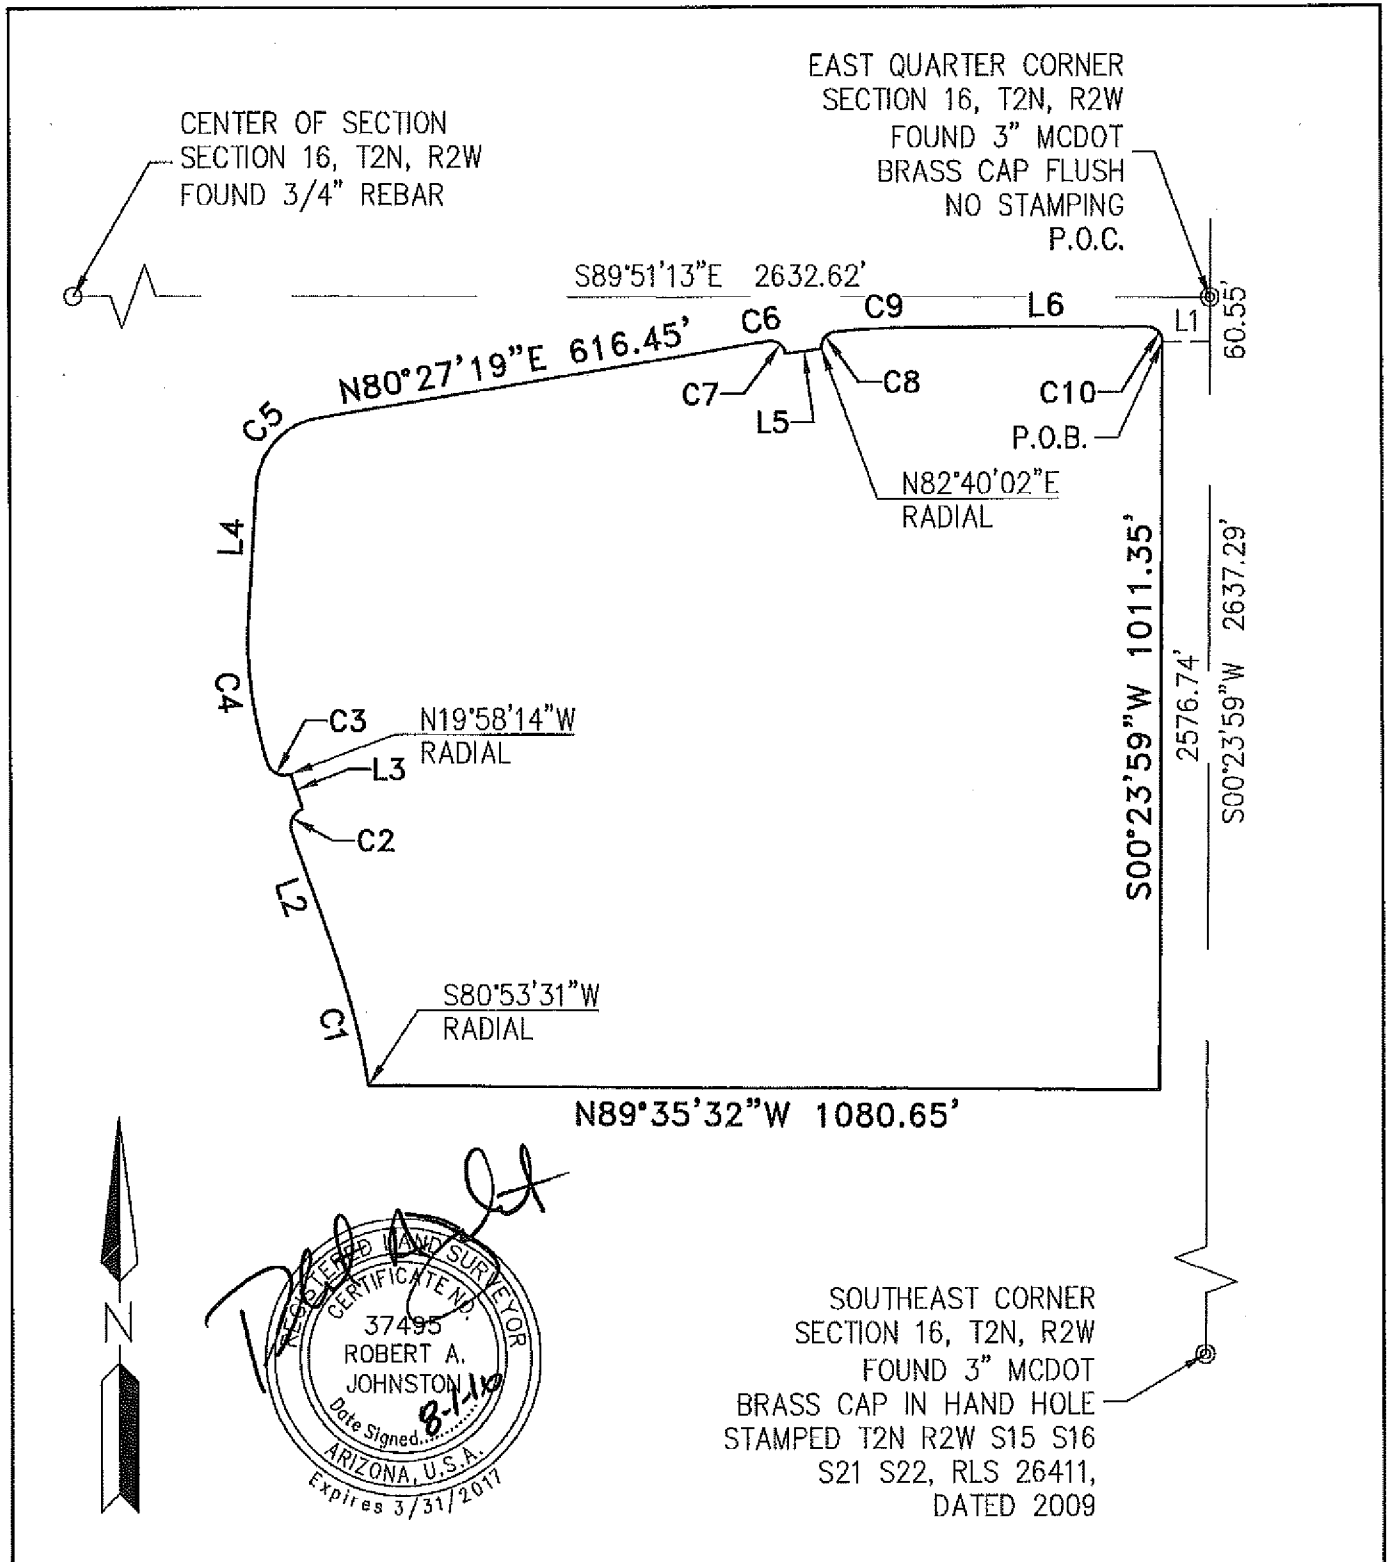 EAST QUARTER CORNER
SECTION 16, T2N, R2W
FOUND 3" MCDOT
BRASS CAP FLUSH
NO STAMPING
P.O.C.
CENTER OF SECTION
SECTION 16, T2N, R2W
FOUND 3/4" REBAR
S89°51'13"E 2632.62'
60.55'
L1
C6
C9
L6
N80°27'19"E 616.45'
C7
L5
C8
C10
P.O.B.
C5
N82°40'02"E
RADIAL
L4
S00°23'59"W 1011.35'
2576.74'
S00°23'59"W 2637.29'
C4
C3
N19°58'14"W
RADIAL
L3
C2
L2
S80°53'31"W
RADIAL
C1
N89°35'32"W 1080.65'
N
REGISTERED LAND SURVEYOR
CERTIFICATE NO.
37495
ROBERT A.
JOHNSTON
Date Signed
ARIZONA, U.S.A.
Expires 3/31/2017
SOUTHEAST CORNER
SECTION 16, T2N, R2W
FOUND 3" MCDOT
BRASS CAP IN HAND HOLE
STAMPED T2N R2W S15 S16
S21 S22, RLS 26411,
DATED 2009